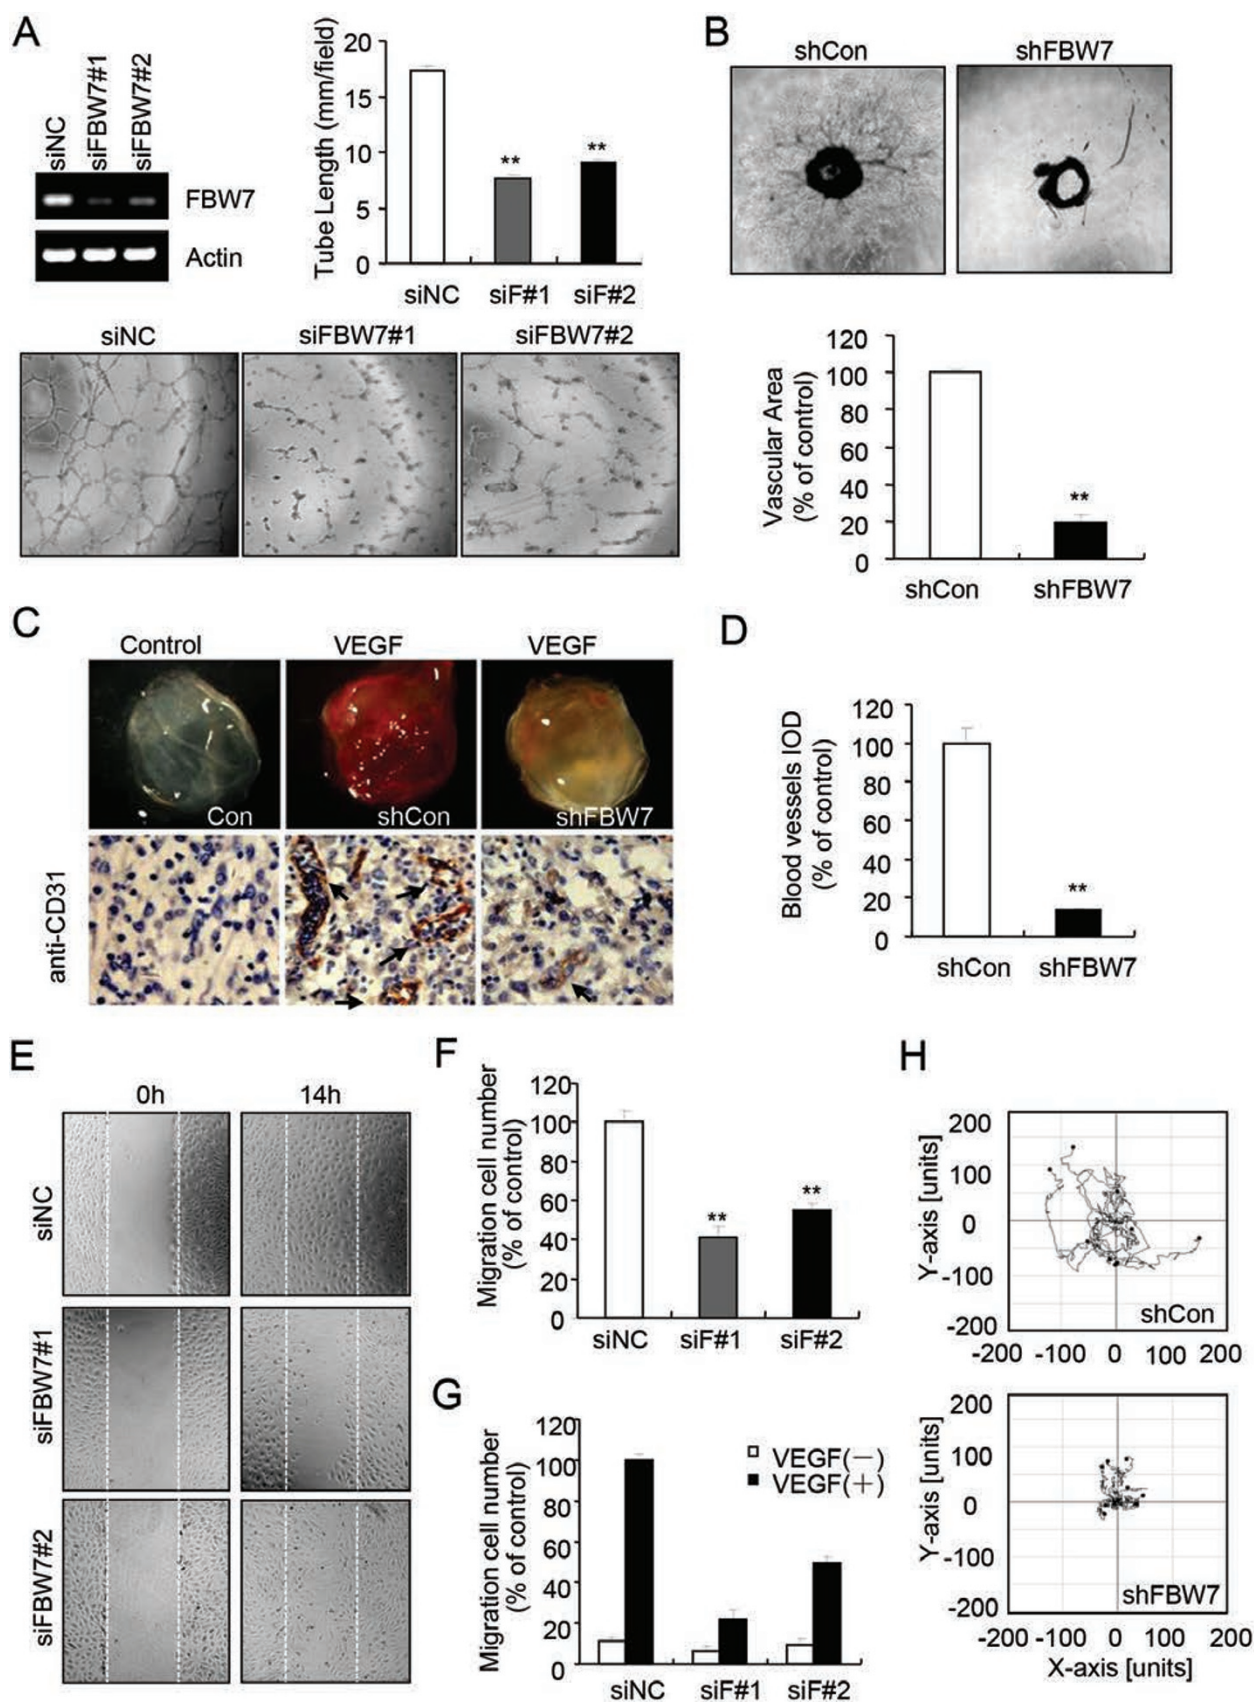 A
siNC
siFBW7#1
siFBW7#2
FBW7
Actin
Tube Length (mm/field)
20
15
10
5
0
**
**
siNC siF#1 siF#2
siNC siFBW7#1 siFBW7#2
B
shCon shFBW7
Vascular Area
(% of control)
120
100
80
60
40
20
0
**
shCon shFBW7
C
Control VEGF VEGF
Con shCon shFBW7
anti-CD31
D
Blood vessels IOD
(% of control)
120
100
80
60
40
20
0
**
shCon shFBW7
E
0h 14h
siNC
siFBW7#1
siFBW7#2
F
Migration cell number
(% of control)
120
100
80
60
40
20
0
**
**
siNC siF#1 siF#2
G
Migration cell number
(% of control)
120
100
80
60
40
20
0
VEGF(−)
VEGF(+)
siNC siF#1 siF#2
H
Y-axis [units]
200
100
0
-100
-200
shCon
-200 -100 0 100 200
Y-axis [units]
200
100
0
-100
-200
shFBW7
-200 -100 0 100 200
X-axis [units]